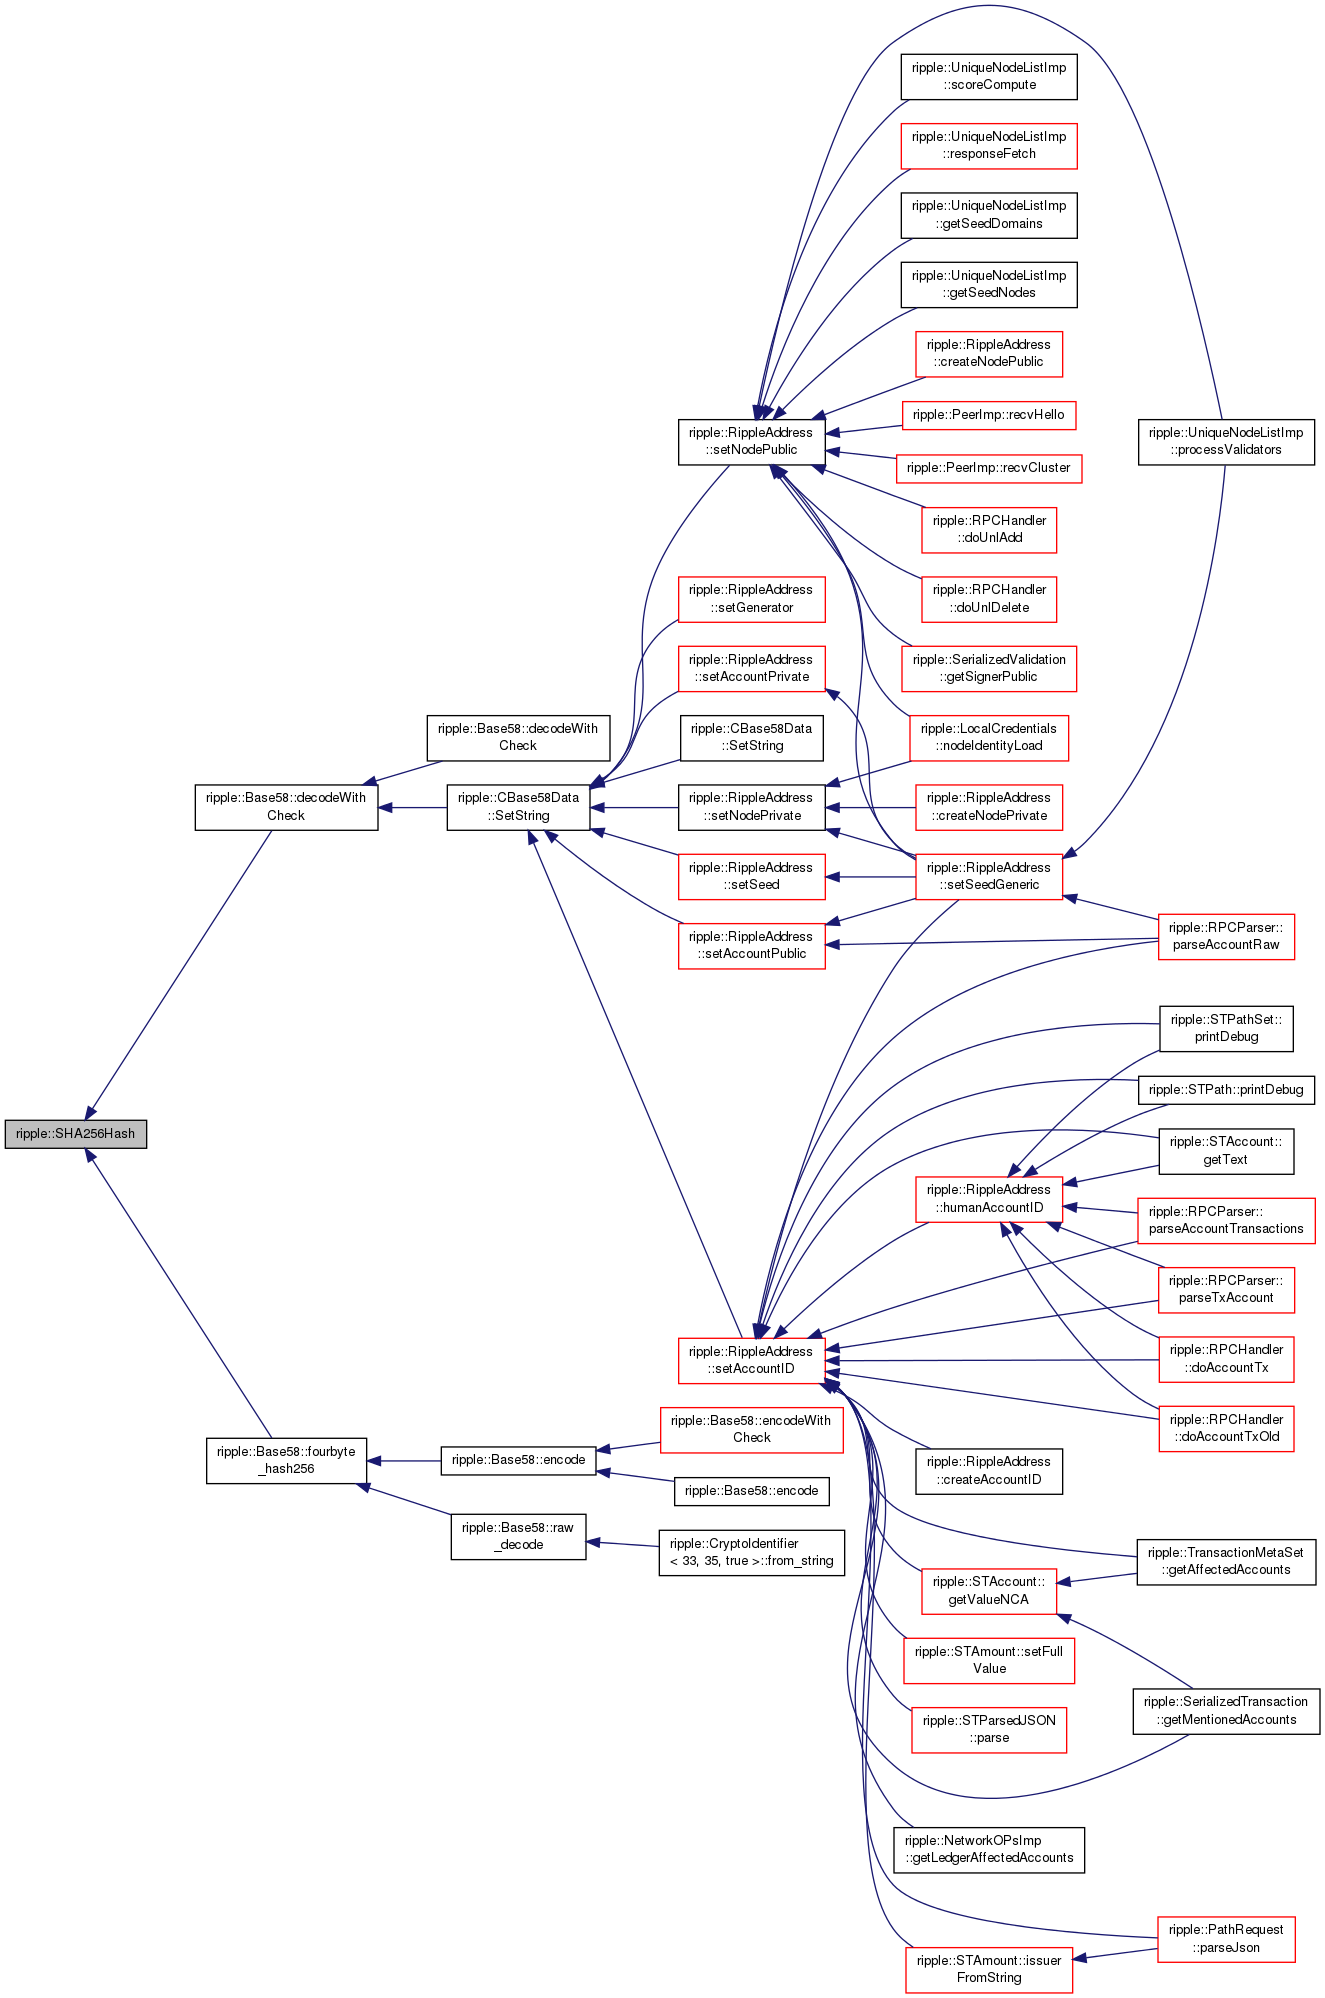 ripple::SHA256Hash
ripple::Base58::decodeWith
Check
ripple::Base58::fourbyte
_hash256
ripple::Base58::decodeWith
Check
ripple::CBase58Data
::SetString
ripple::Base58::encode
ripple::Base58::raw
_decode
ripple::RippleAddress
::setNodePublic
ripple::RippleAddress
::setGenerator
ripple::RippleAddress
::setAccountPrivate
ripple::CBase58Data
::SetString
ripple::RippleAddress
::setNodePrivate
ripple::RippleAddress
::setSeed
ripple::RippleAddress
::setAccountPublic
ripple::RippleAddress
::setAccountID
ripple::Base58::encodeWith
Check
ripple::Base58::encode
ripple::CryptoIdentifier
< 33, 35, true >::from_string
ripple::UniqueNodeListImp
::scoreCompute
ripple::UniqueNodeListImp
::responseFetch
ripple::UniqueNodeListImp
::getSeedDomains
ripple::UniqueNodeListImp
::getSeedNodes
ripple::RippleAddress
::createNodePublic
ripple::PeerImp::recvHello
ripple::PeerImp::recvCluster
ripple::RPCHandler
::doUnlAdd
ripple::RPCHandler
::doUnlDelete
ripple::SerializedValidation
::getSignerPublic
ripple::LocalCredentials
::nodeIdentityLoad
ripple::RippleAddress
::createNodePrivate
ripple::RippleAddress
::setSeedGeneric
ripple::RippleAddress
::humanAccountID
ripple::RippleAddress
::createAccountID
ripple::STAccount::
getValueNCA
ripple::STAmount::setFull
Value
ripple::STParsedJSON
::parse
ripple::NetworkOPsImp
::getLedgerAffectedAccounts
ripple::STAmount::issuer
FromString
ripple::UniqueNodeListImp
::processValidators
ripple::RPCParser::
parseAccountRaw
ripple::STPathSet::
printDebug
ripple::STPath::printDebug
ripple::STAccount::
getText
ripple::RPCParser::
parseAccountTransactions
ripple::RPCParser::
parseTxAccount
ripple::RPCHandler
::doAccountTx
ripple::RPCHandler
::doAccountTxOld
ripple::TransactionMetaSet
::getAffectedAccounts
ripple::SerializedTransaction
::getMentionedAccounts
ripple::PathRequest
::parseJson